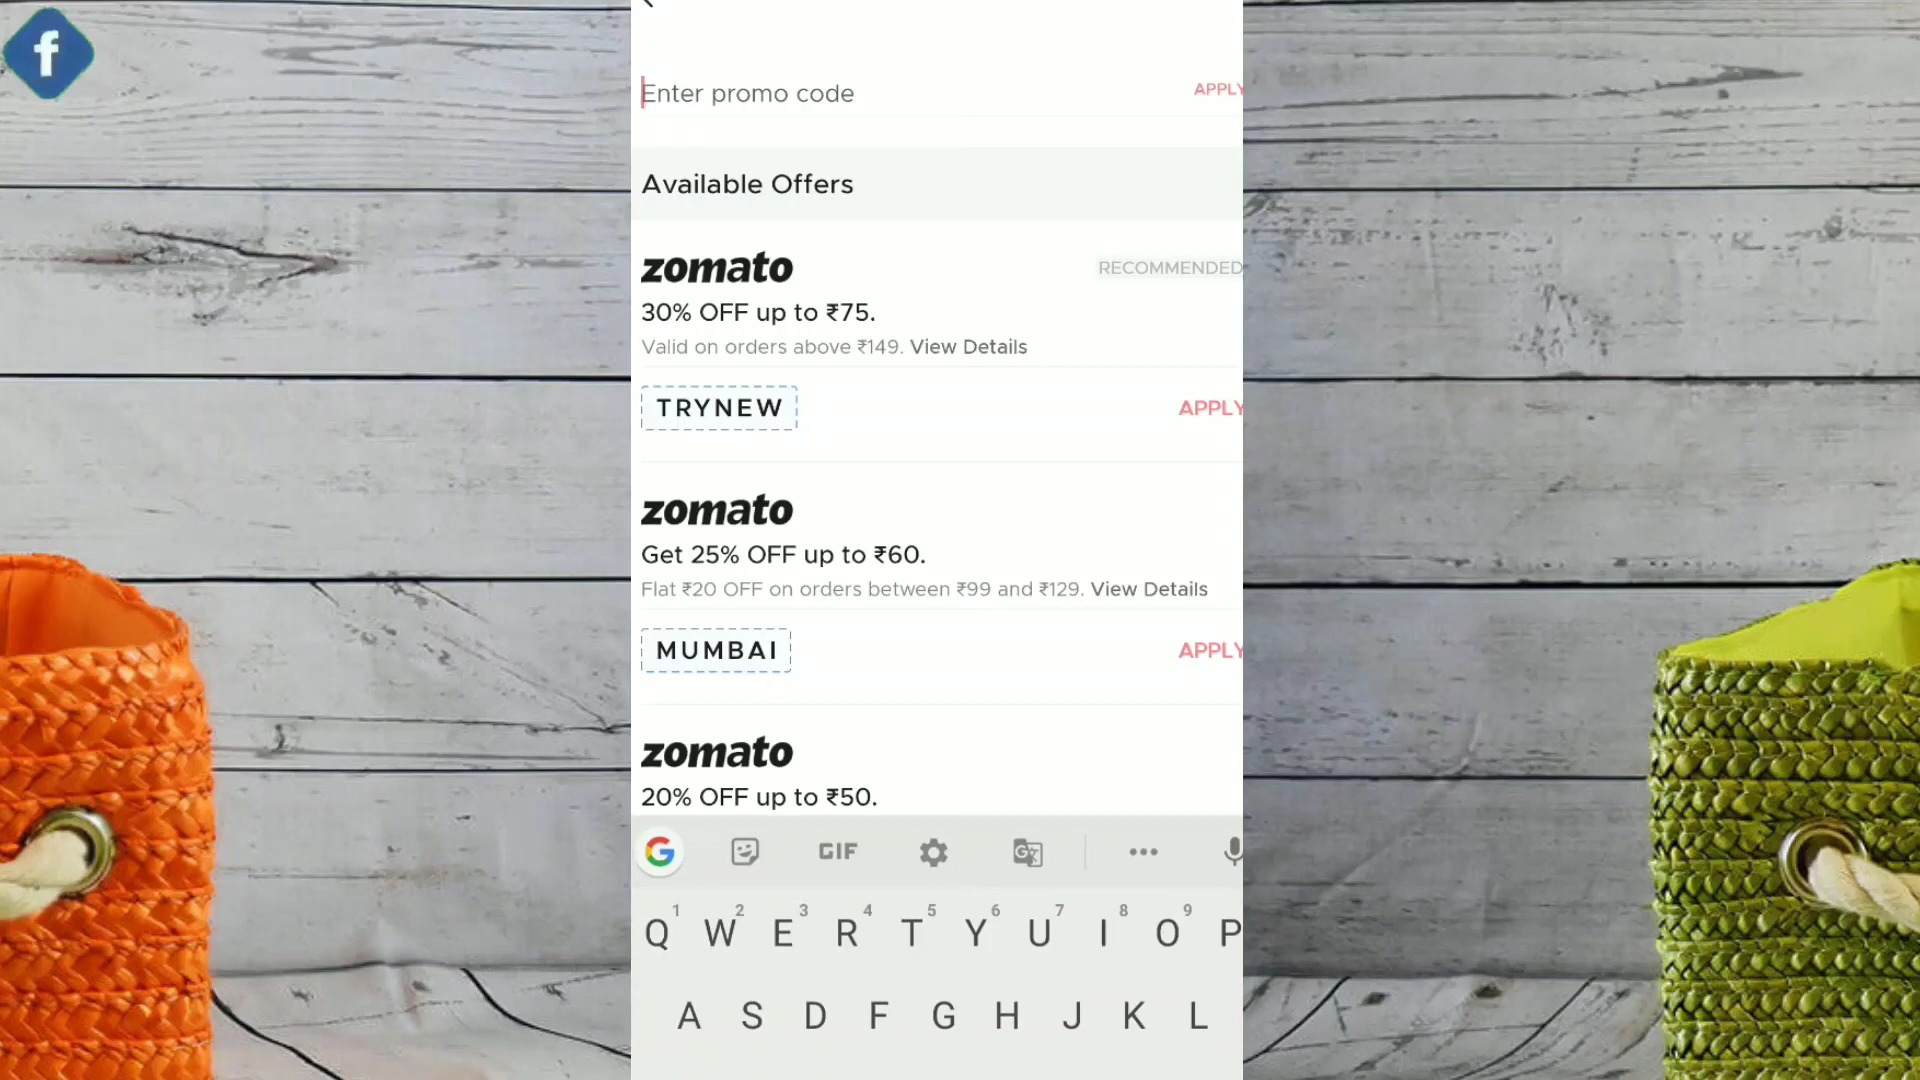 f
Enter promo code
APPLY
Available Offers
zomato
RECOMMENDED
30% OFF up to ₹75.
Valid on orders above ₹149. View Details
TRYNEW
APPLY
zomato
Get 25% OFF up to ₹60.
Flat ₹20 OFF on orders between ₹99 and ₹129. View Details
MUMBAI
APPLY
zomato
20% OFF up to ₹50.
G GIF G
1 2 3 4 5 6 7 8 9
Q W E R T Y U I O P
A S D F G H J K L